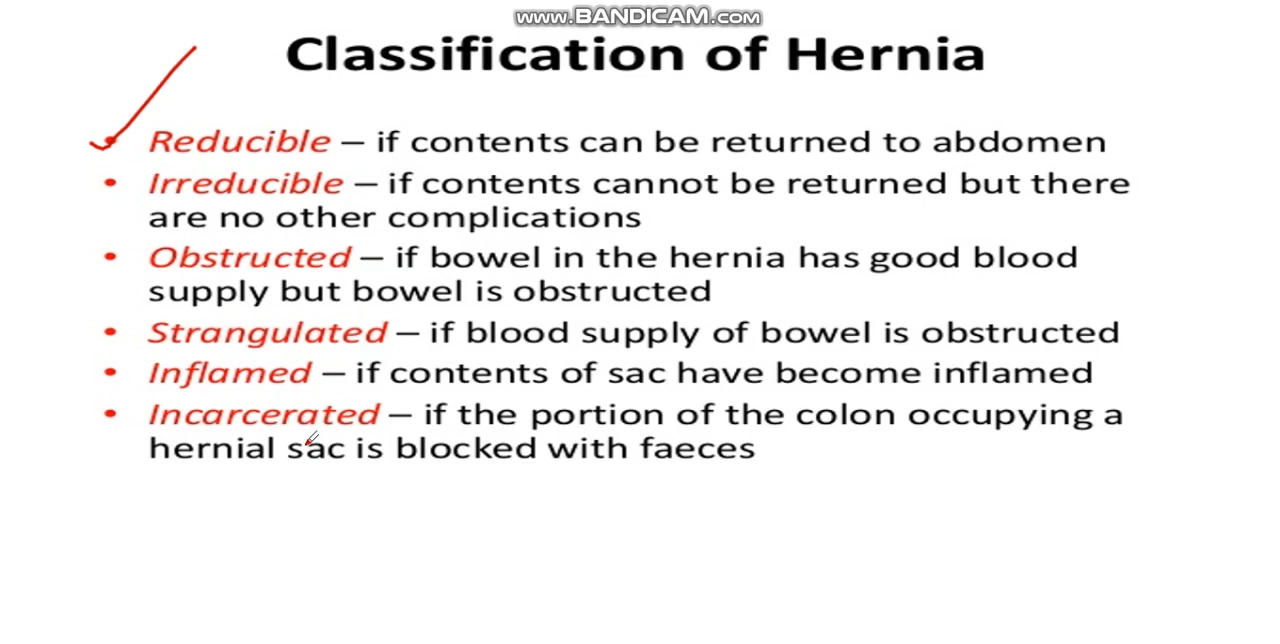 www.BANDICAM.com
Classification of Hernia
• Reducible – if contents can be returned to abdomen
• Irreducible – if contents cannot be returned but there
are no other complications
• Obstructed – if bowel in the hernia has good blood
supply but bowel is obstructed
• Strangulated – if blood supply of bowel is obstructed
• Inflamed – if contents of sac have become inflamed
• Incarcerated – if the portion of the colon occupying a
hernial sac is blocked with faeces